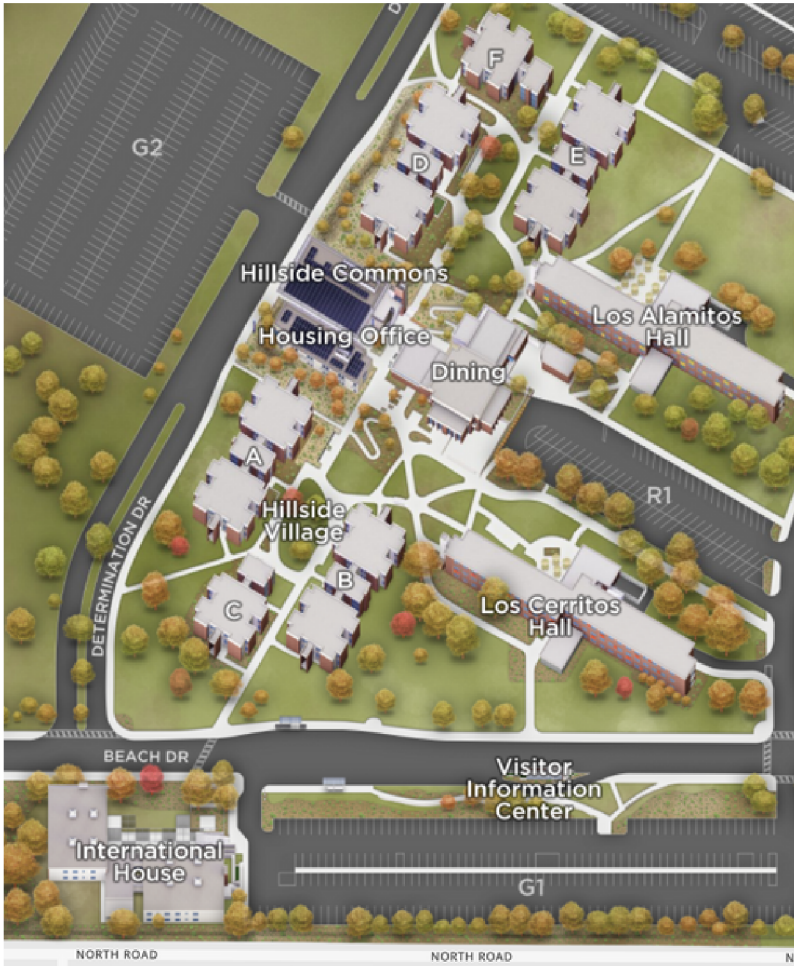 D
F
G2
E
D
Hillside Commons
Los Alamitos
Hall
Housing Office
Dining
A
R1
Hillside
Village
DETERMINATION DR
B
C
Los Cerritos
Hall
BEACH DR
Visitor
Information
Center
International
House
G1
NORTH ROAD
NORTH ROAD
N